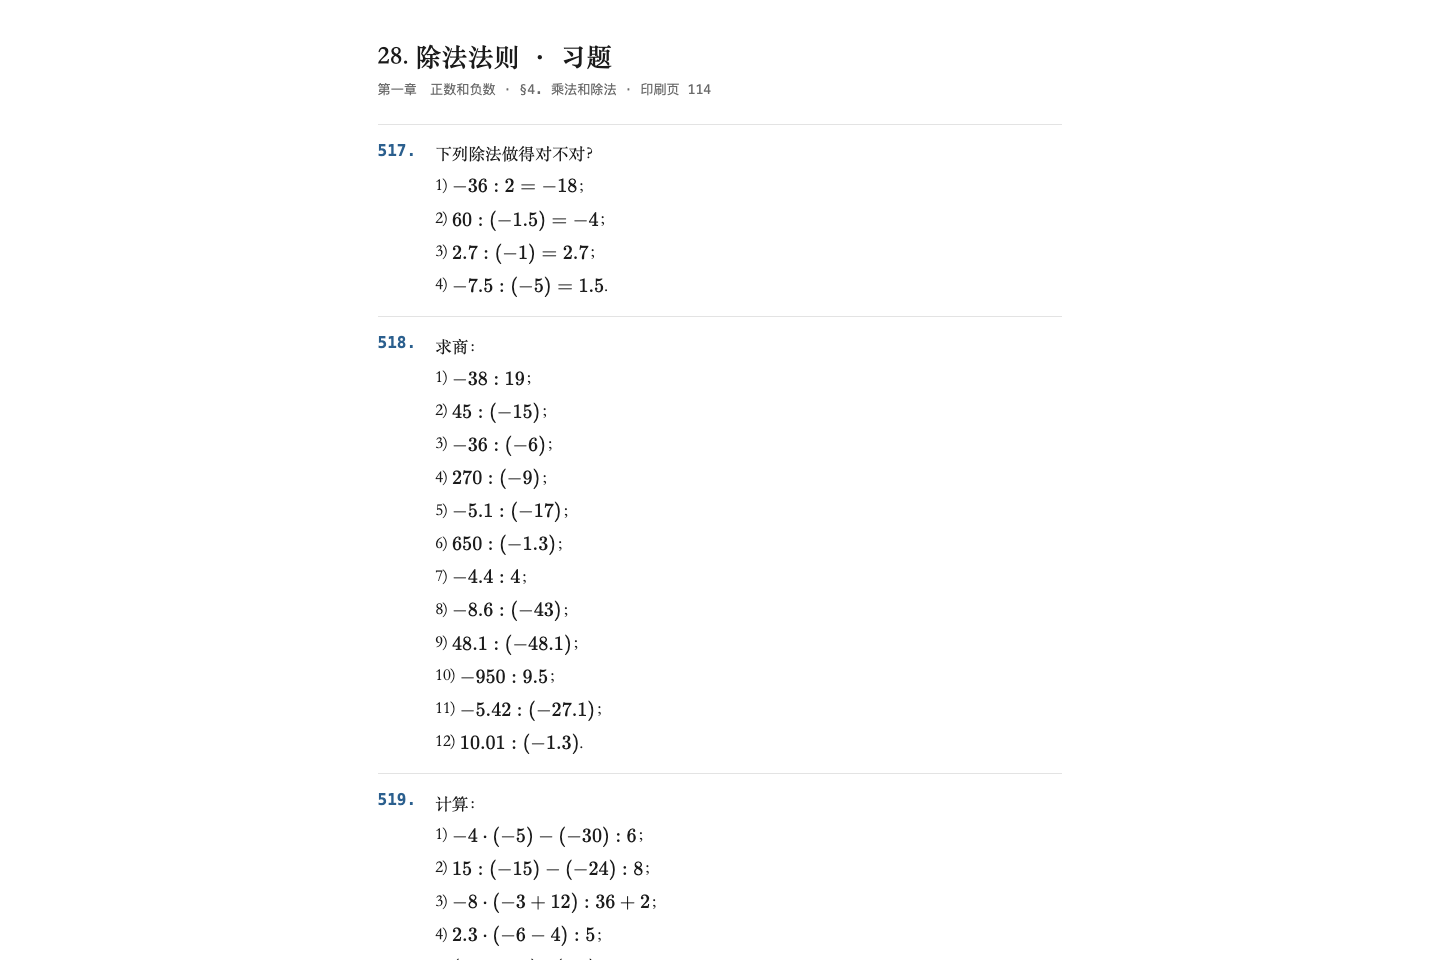 28. 除法法则 · 习题
第一章 正数和负数 · §4. 乘法和除法 · 印刷页 114
517. 下列除法做得对不对?
1) −36 : 2 = −18;
2) 60 : (−1.5) = −4;
3) 2.7 : (−1) = 2.7;
4) −7.5 : (−5) = 1.5.
518. 求商:
1) −38 : 19;
2) 45 : (−15);
3) −36 : (−6);
4) 270 : (−9);
5) −5.1 : (−17);
6) 650 : (−1.3);
7) −4.4 : 4;
8) −8.6 : (−43);
9) 48.1 : (−48.1);
10) −950 : 9.5;
11) −5.42 : (−27.1);
12) 10.01 : (−1.3).
519. 计算:
1) −4 · (−5) − (−30) : 6;
2) 15 : (−15) − (−24) : 8;
3) −8 · (−3 + 12) : 36 + 2;
4) 2.3 · (−6 − 4) : 5;